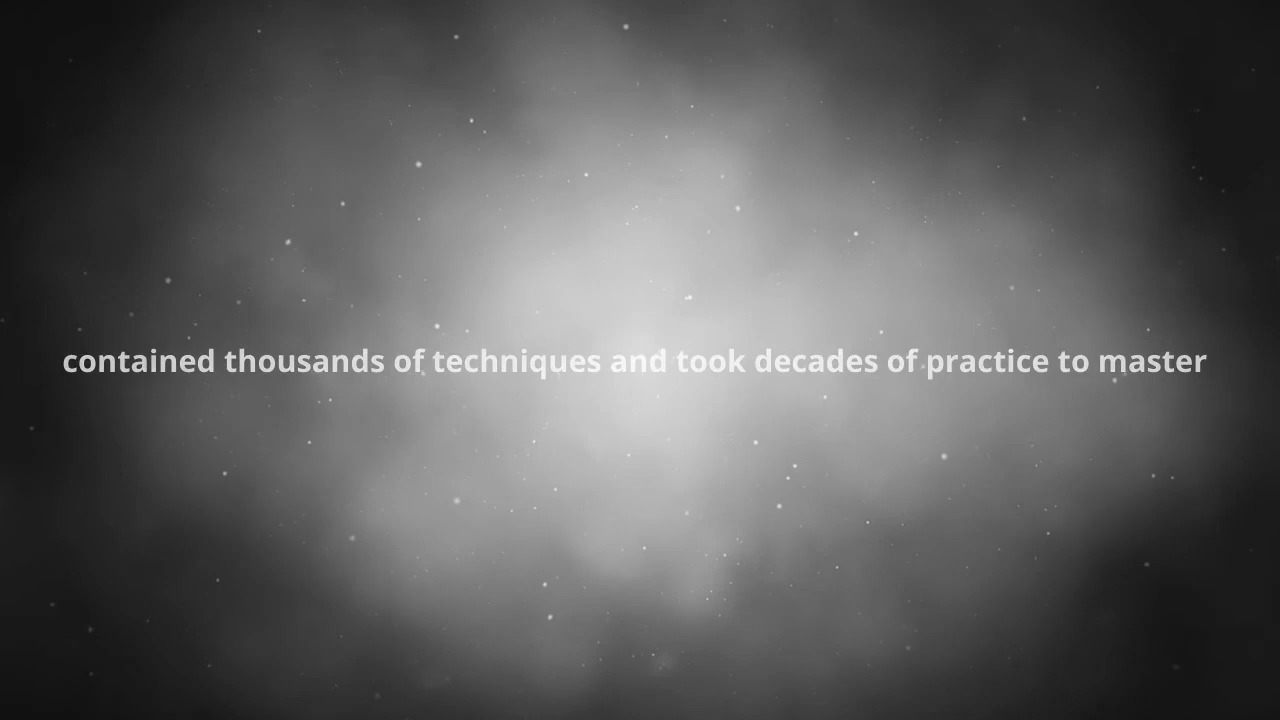 contained thousands of techniques and took decades of practice to master